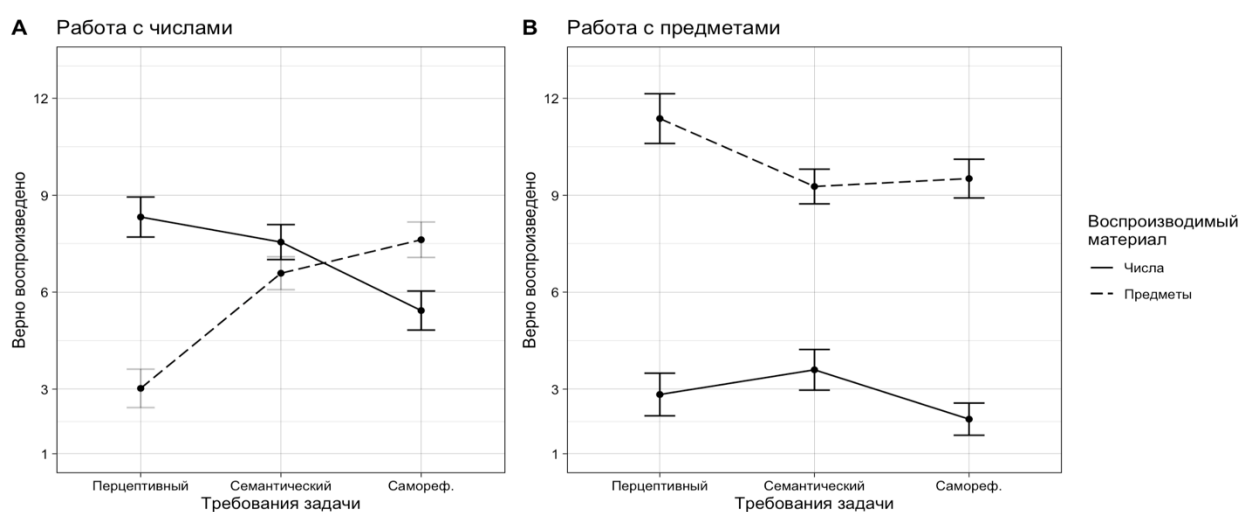 A Работа с числами
B Работа с предметами
Верно воспроизведено
12
9
6
3
1
Перцептивный Семантический Самореф.
Требования задачи
Верно воспроизведено
12
9
6
3
1
Перцептивный Семантический Самореф.
Требования задачи
Воспроизводимый
материал
Числа
Предметы